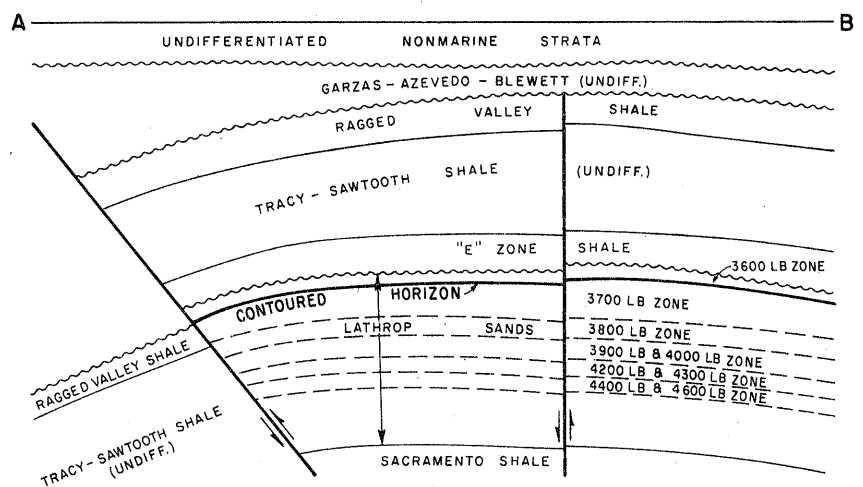 A B
UNDIFFERENTIATED NONMARINE STRATA
GARZAS - AZEVEDO - BLEWETT (UNDIFF.)
RAGGED VALLEY SHALE
TRACY - SAWTOOTH SHALE (UNDIFF.)
"E" ZONE SHALE
3600 LB ZONE
CONTOURED HORIZON
3700 LB ZONE
LATHROP SANDS
3800 LB ZONE
3900 LB & 4000 LB ZONE
4200 LB & 4300 LB ZONE
4400 LB & 4600 LB ZONE
RAGGED VALLEY SHALE
TRACY - SAWTOOTH SHALE
(UNDIFF.)
SACRAMENTO SHALE